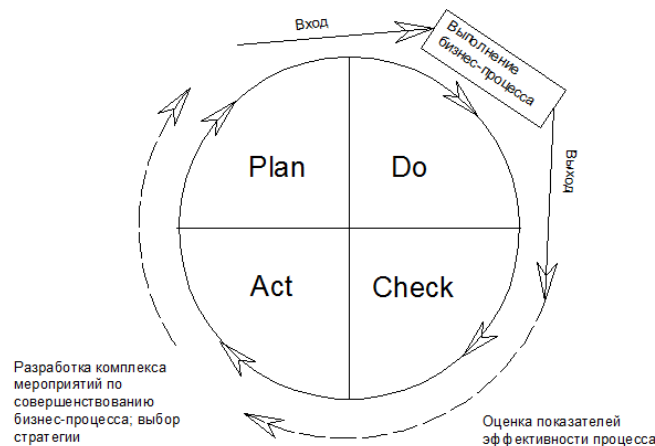 Вход
Выполнение
бизнес-процесса
Plan
Do
Выход
Act
Check
Разработка комплекса
мероприятий по
совершенствованию
бизнес-процесса; выбор
стратегии
Оценка показателей
эффективности процесса